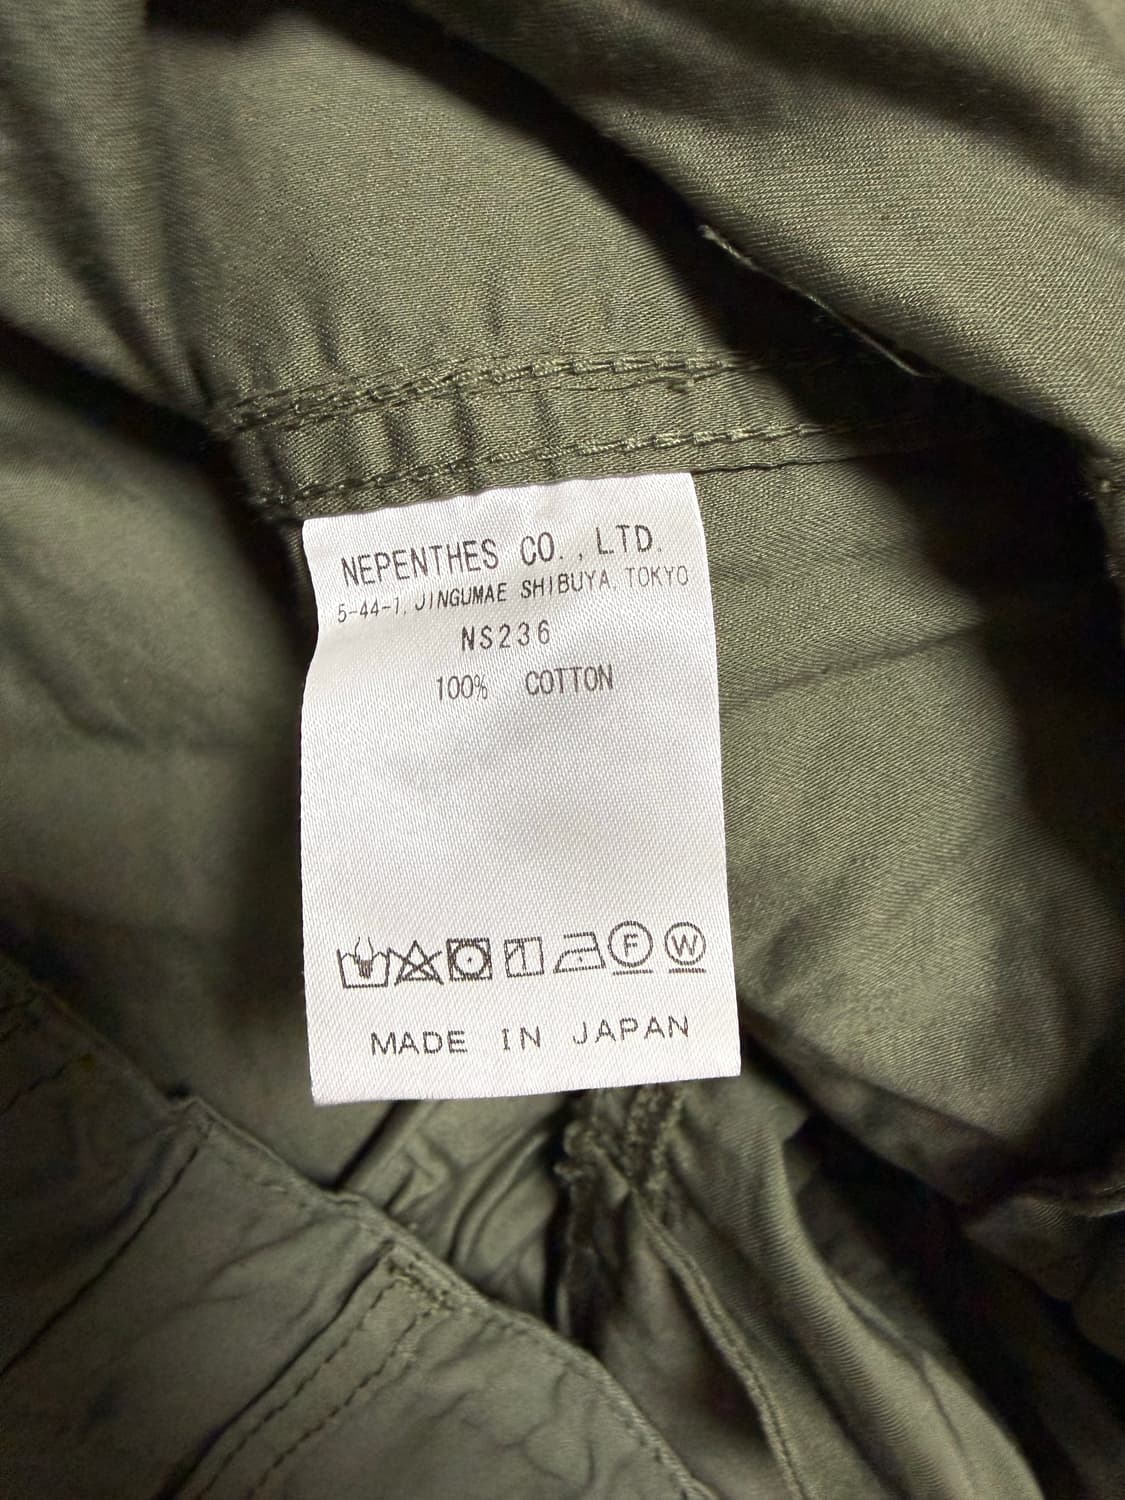 NEPENTHES CO., LTD.
5-44-1, JINGUMAE SHIBUYA, TOKYO
NS236
100% COTTON
F W
MADE IN JAPAN